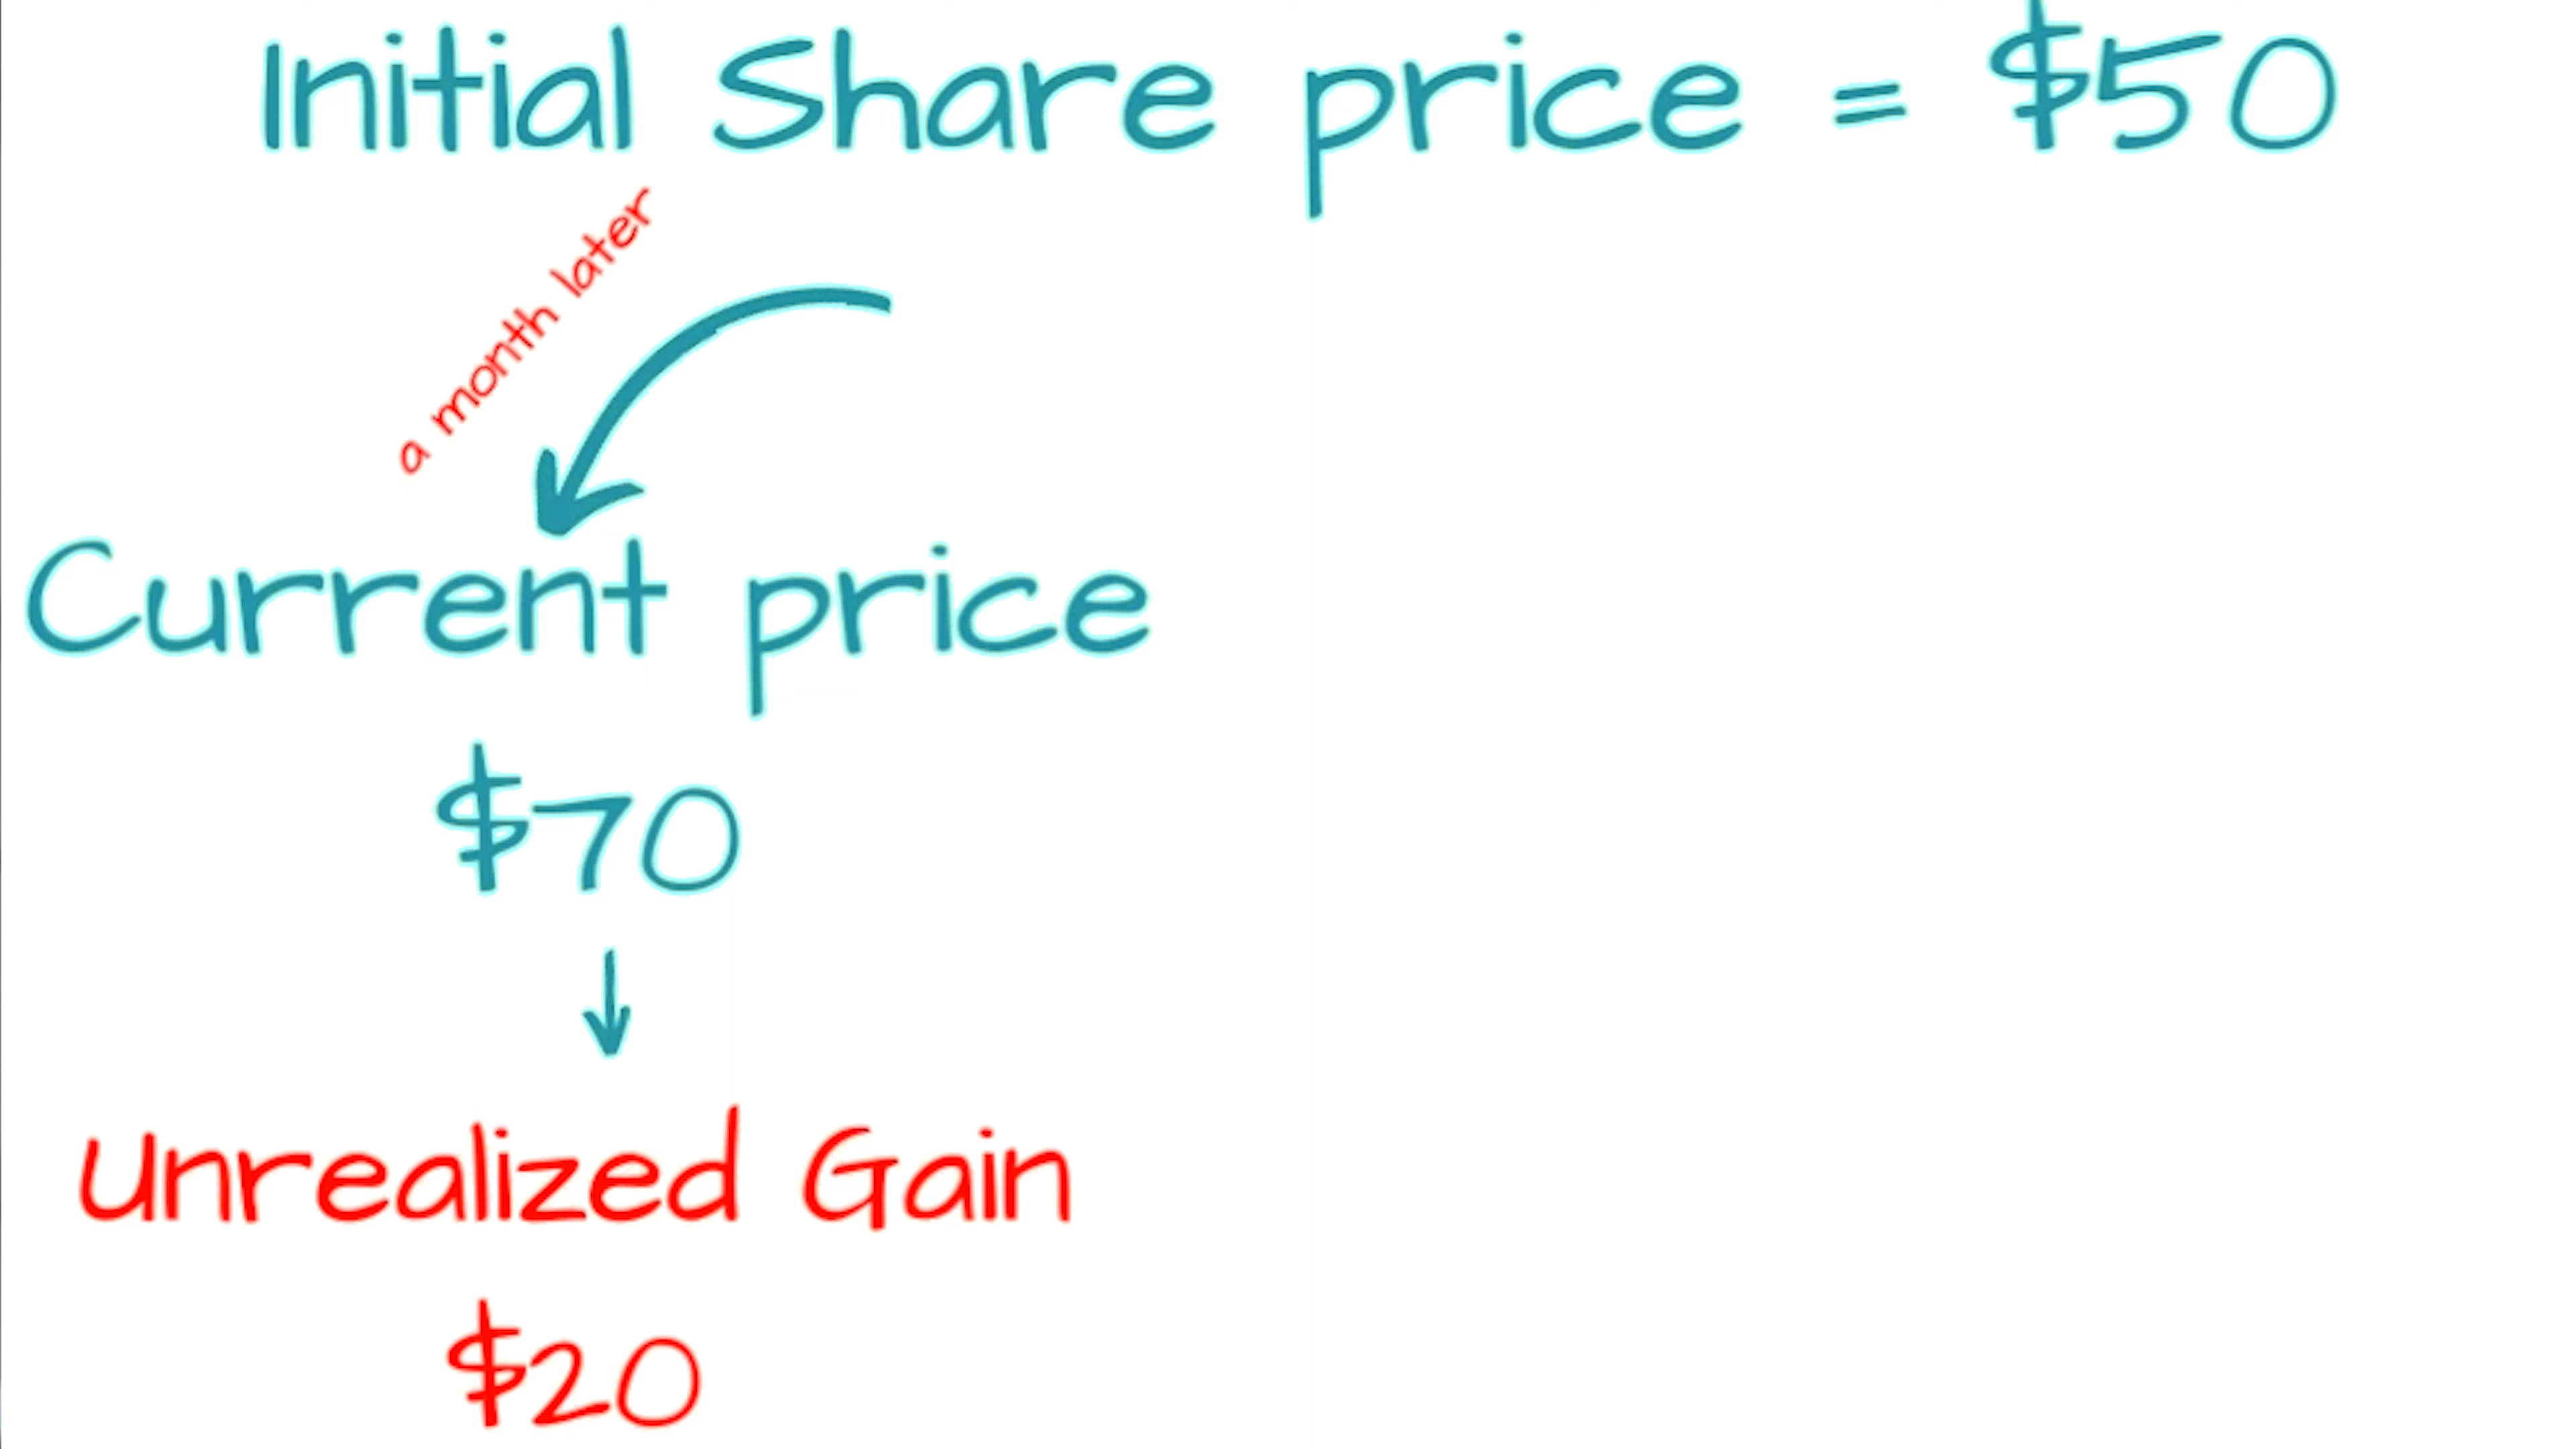 Initial Share price = $50
a month later
Current price
$70
Unrealized Gain
$20